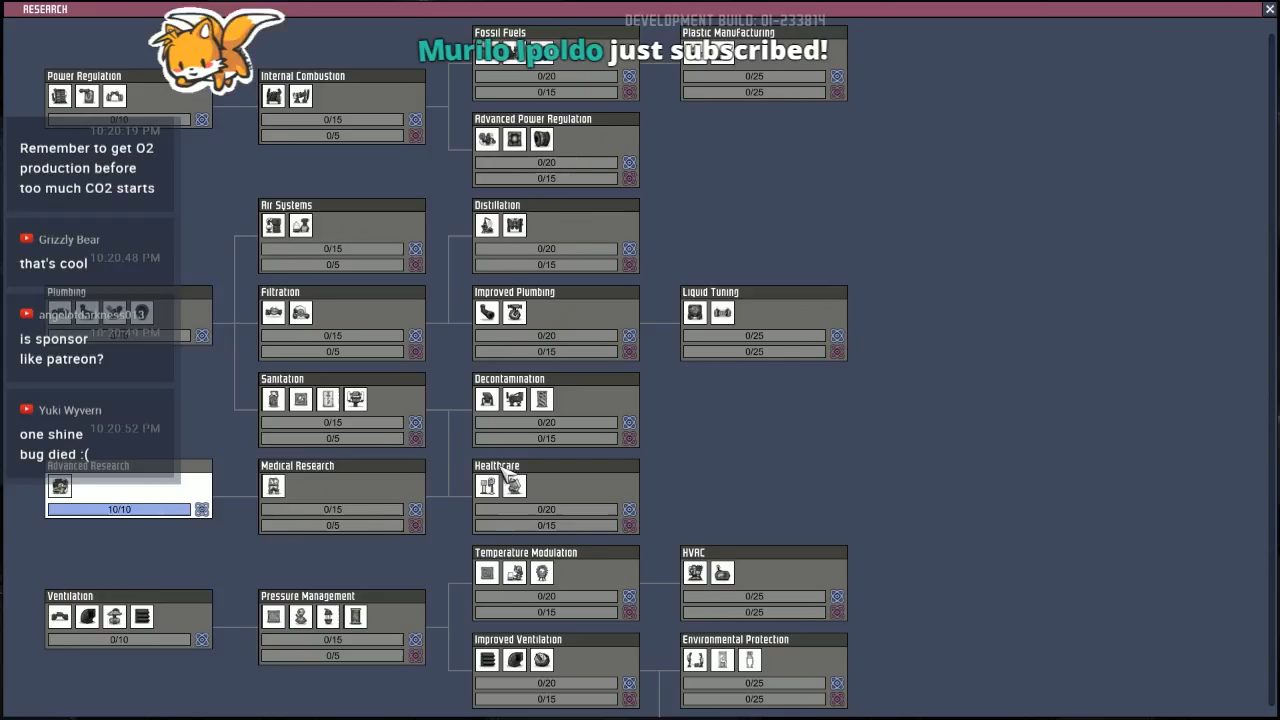 RESEARCH
DEVELOPMENT BUILD: 01-233814
Murilo Ipoldo just subscribed!
Fossil Fuels
0/20
0/15
Plastic Manufacturing
0/25
0/25
Power Regulation
0/10
Internal Combustion
0/15
0/5
Advanced Power Regulation
0/20
0/15
10:20:19 PM
Remember to get O2
production before
too much CO2 starts
Air Systems
0/15
0/5
Distillation
0/20
0/15
Grizzly Bear
10:20:48 PM
that's cool
Plumbing
Filtration
0/15
0/5
Improved Plumbing
0/20
0/15
Liquid Tuning
0/25
0/25
angelofdarkness013
10:20:49 PM
is sponsor
like patreon?
Sanitation
0/15
0/5
Decontamination
0/20
0/15
Yuki Wyvern
10:20:52 PM
one shine
bug died :(
Advanced Research
10/10
Medical Research
0/15
0/5
Healthcare
0/20
0/15
Temperature Modulation
0/20
0/15
HVAC
0/25
0/25
Ventilation
0/10
Pressure Management
0/15
0/5
Improved Ventilation
0/20
0/15
Environmental Protection
0/25
0/25